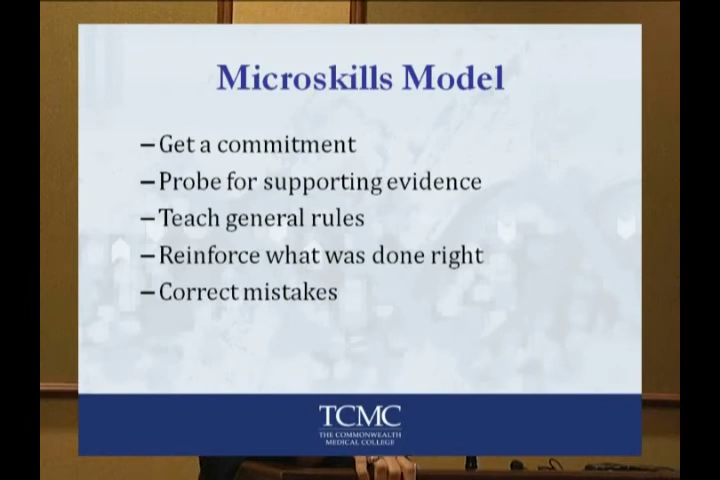 Microskills Model
– Get a commitment
– Probe for supporting evidence
– Teach general rules
– Reinforce what was done right
– Correct mistakes
TCMC
THE COMMONWEALTH
MEDICAL COLLEGE